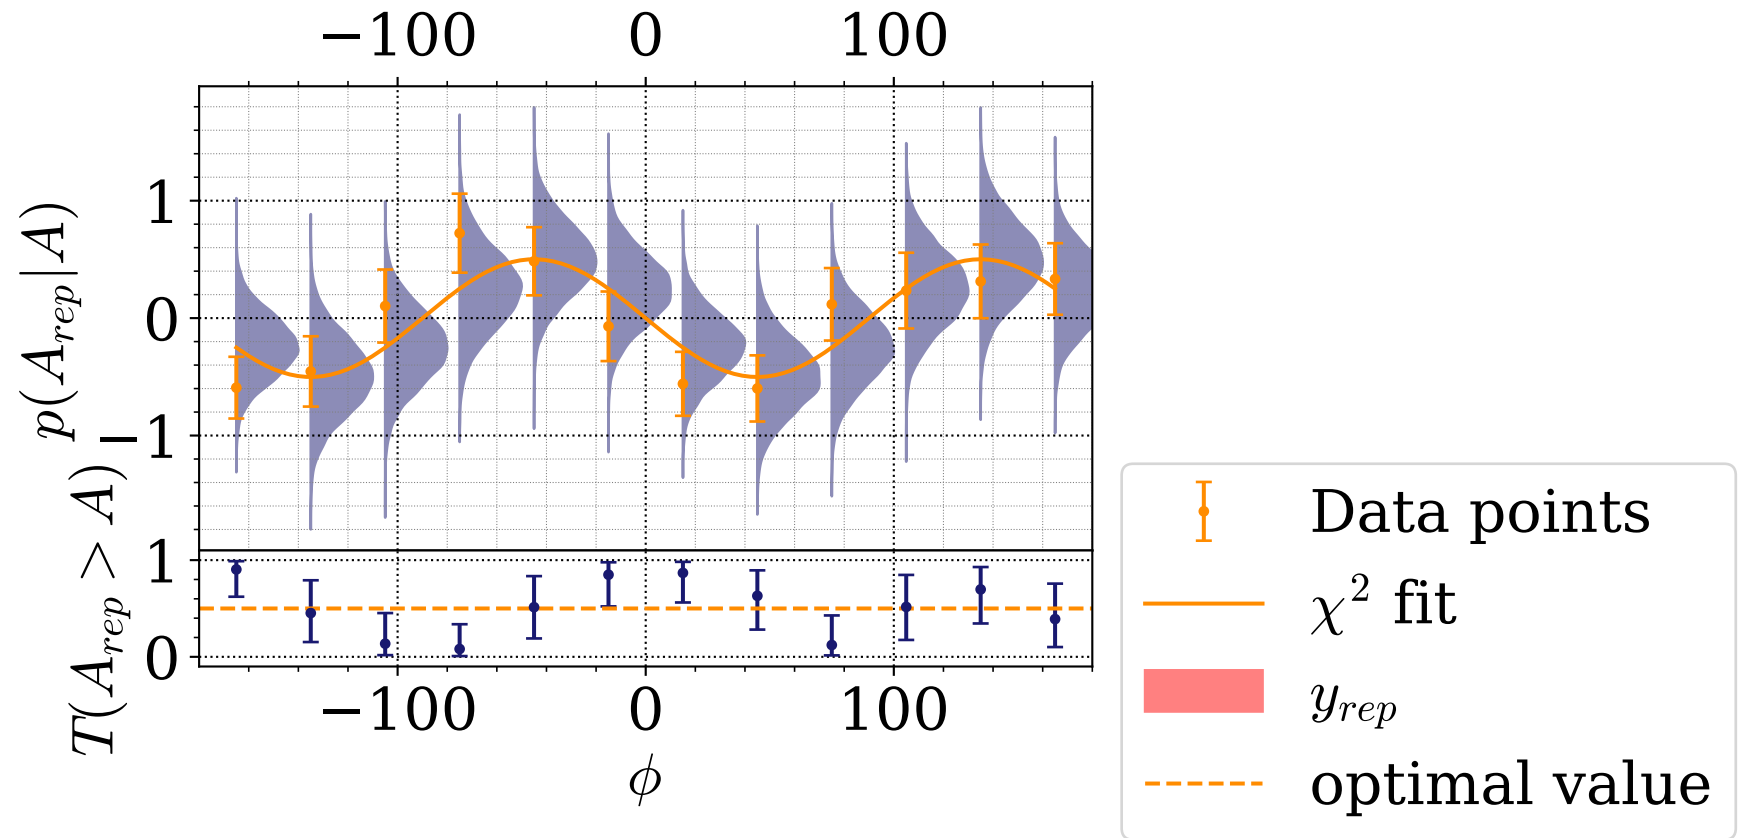 −100 0 100
p(A_rep|A)
1
0
−1
T(A_rep > A)
1
0
−100 0 100
ϕ
Data points
χ² fit
y_rep
optimal value